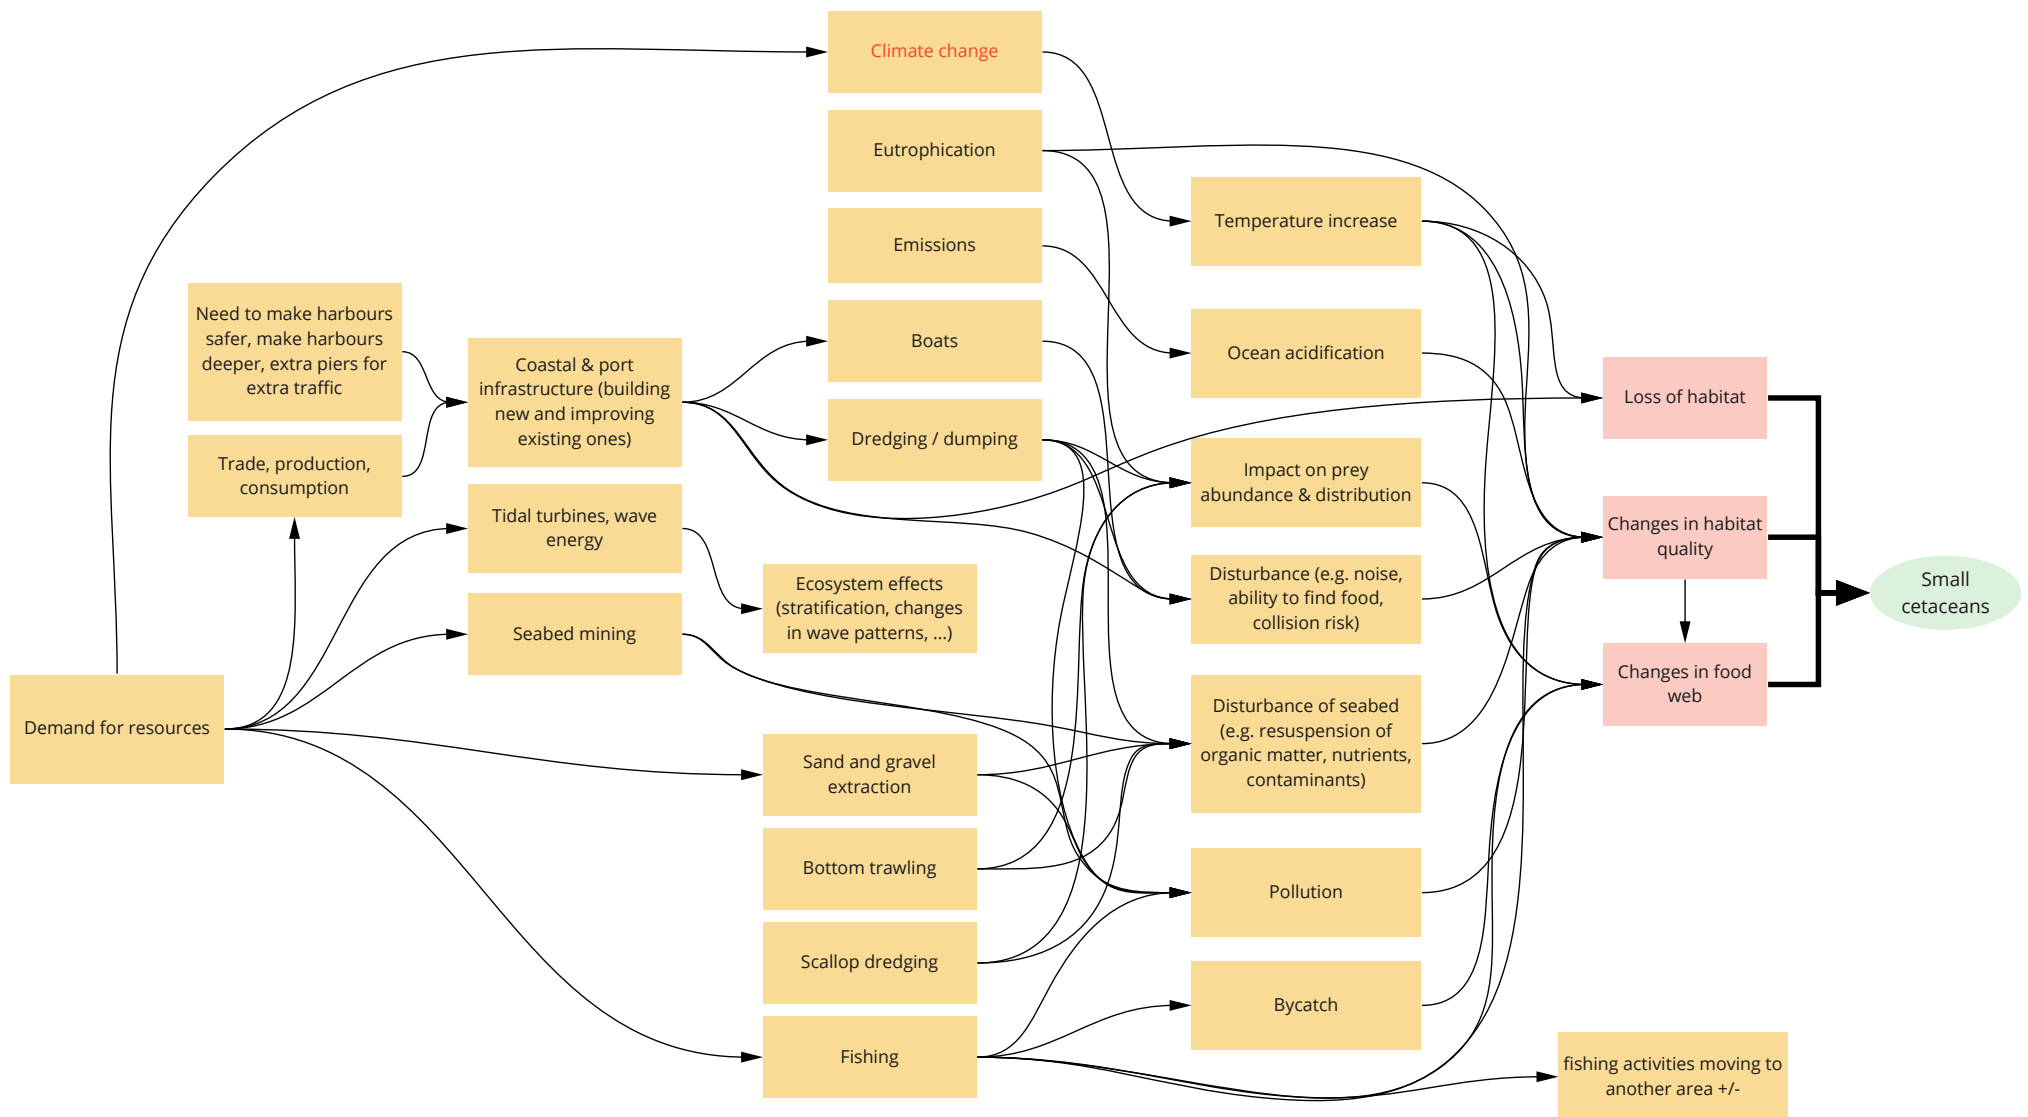 Climate change
Eutrophication
Emissions
Boats
Dredging / dumping
Need to make harbours
safer, make harbours
deeper, extra piers for
extra traffic
Trade, production,
consumption
Coastal & port
infrastructure (building
new and improving
existing ones)
Tidal turbines, wave
energy
Seabed mining
Ecosystem effects
(stratification, changes
in wave patterns, ...)
Demand for resources
Sand and gravel
extraction
Bottom trawling
Scallop dredging
Fishing
Temperature increase
Ocean acidification
Impact on prey
abundance & distribution
Disturbance (e.g. noise,
ability to find food,
collision risk)
Disturbance of seabed
(e.g. resuspension of
organic matter, nutrients,
contaminants)
Pollution
Bycatch
fishing activities moving to
another area +/-
Loss of habitat
Changes in habitat
quality
Changes in food
web
Small
cetaceans